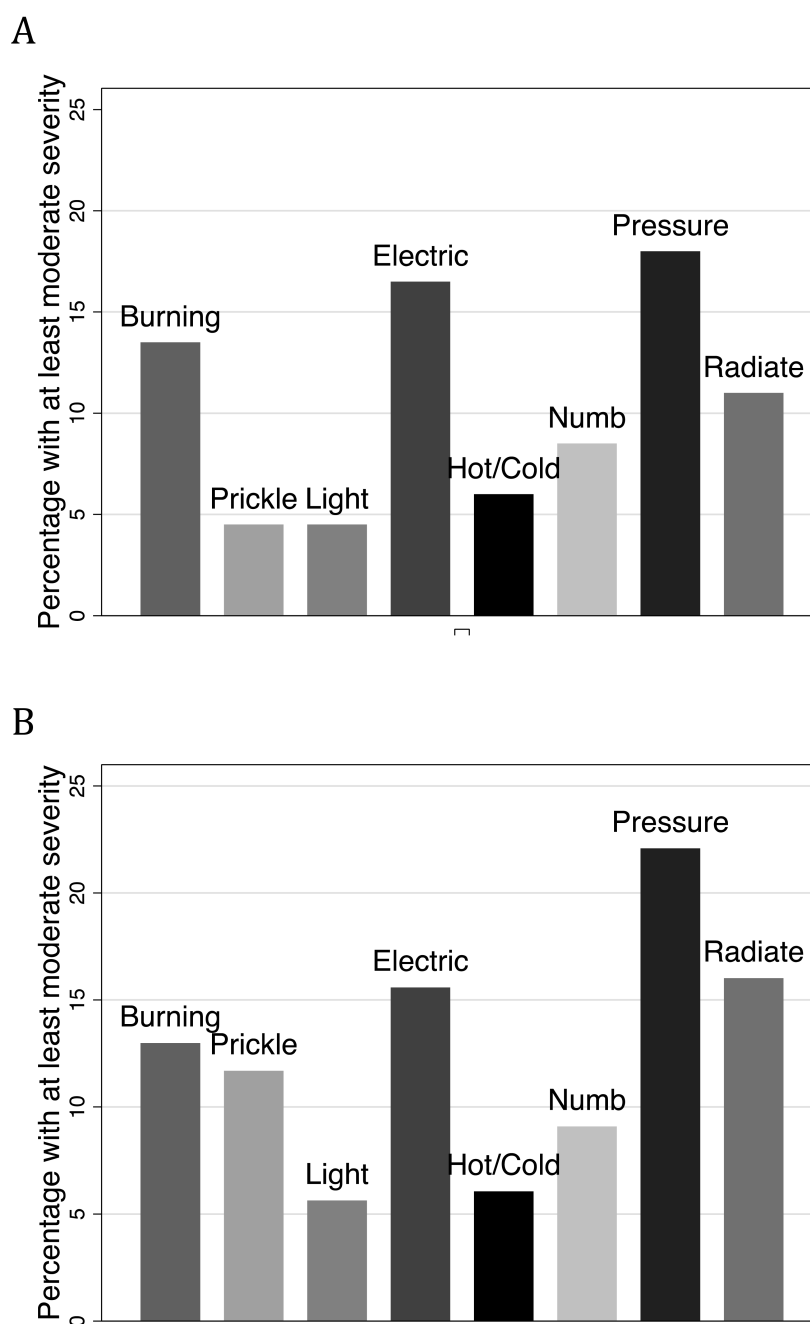 A
Percentage with at least moderate severity
25
20
15
10
5
0
Pressure
Electric
Burning
Radiate
Numb
Hot/Cold
Prickle Light
B
Percentage with at least moderate severity
25
20
15
10
5
0
Pressure
Radiate
Electric
Burning
Prickle
Numb
Hot/Cold
Light